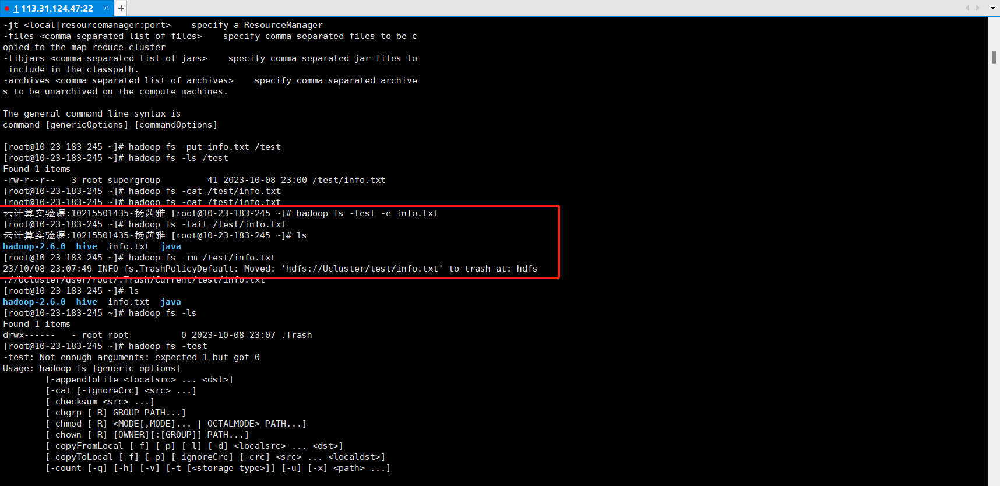 1 113.31.124.47:22 × +
-jt <local|resourcemanager:port>    specify a ResourceManager
-files <comma separated list of files>    specify comma separated files to be c
opied to the map reduce cluster
-libjars <comma separated list of jars>    specify comma separated jar files to
 include in the classpath.
-archives <comma separated list of archives>    specify comma separated archive
s to be unarchived on the compute machines.
The general command line syntax is
command [genericOptions] [commandOptions]
[root@10-23-183-245 ~]# hadoop fs -put info.txt /test
[root@10-23-183-245 ~]# hadoop fs -ls /test
Found 1 items
-rw-r--r--   3 root supergroup         41 2023-10-08 23:00 /test/info.txt
[root@10-23-183-245 ~]# hadoop fs -cat /test/info.txt
[root@10-23-183-245 ~]# hadoop fs -cat /test/info.txt
云计算实验课:10215501435-杨茜雅 [root@10-23-183-245 ~]# hadoop fs -test -e info.txt
[root@10-23-183-245 ~]# hadoop fs -tail /test/info.txt
云计算实验课:10215501435-杨茜雅 [root@10-23-183-245 ~]# ls
hadoop-2.6.0  hive  info.txt  java
[root@10-23-183-245 ~]# hadoop fs -rm /test/info.txt
23/10/08 23:07:49 INFO fs.TrashPolicyDefault: Moved: 'hdfs://Ucluster/test/info.txt' to trash at: hdfs
://Ucluster/user/root/.Trash/Current/test/info.txt
[root@10-23-183-245 ~]# ls
hadoop-2.6.0  hive  info.txt  java
[root@10-23-183-245 ~]# hadoop fs -ls
Found 1 items
drwx------   - root root          0 2023-10-08 23:07 .Trash
[root@10-23-183-245 ~]# hadoop fs -test
-test: Not enough arguments: expected 1 but got 0
Usage: hadoop fs [generic options]
        [-appendToFile <localsrc> ... <dst>]
        [-cat [-ignoreCrc] <src> ...]
        [-checksum <src> ...]
        [-chgrp [-R] GROUP PATH...]
        [-chmod [-R] <MODE[,MODE]... | OCTALMODE> PATH...]
        [-chown [-R] [OWNER][:[GROUP]] PATH...]
        [-copyFromLocal [-f] [-p] [-l] [-d] <localsrc> ... <dst>]
        [-copyToLocal [-f] [-p] [-ignoreCrc] [-crc] <src> ... <localdst>]
        [-count [-q] [-h] [-v] [-t [<storage type>]] [-u] [-x] <path> ...]